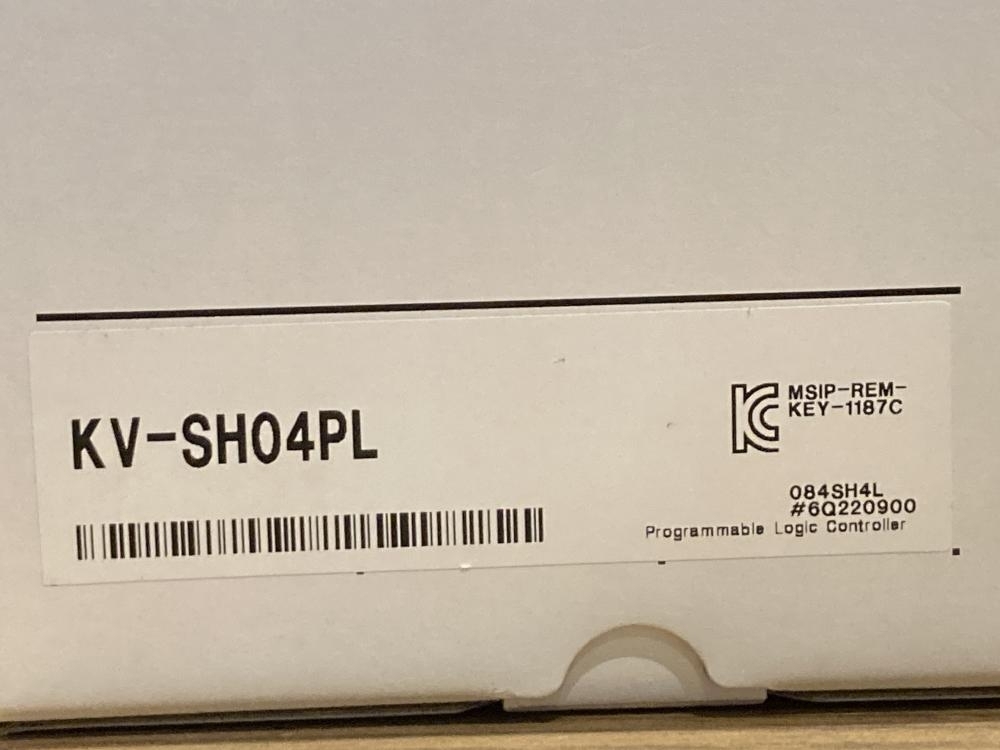 KV-SH04PL
MSIP-REM-
KEY-1187C
084SH4L
#6Q220900
Programmable Logic Controller